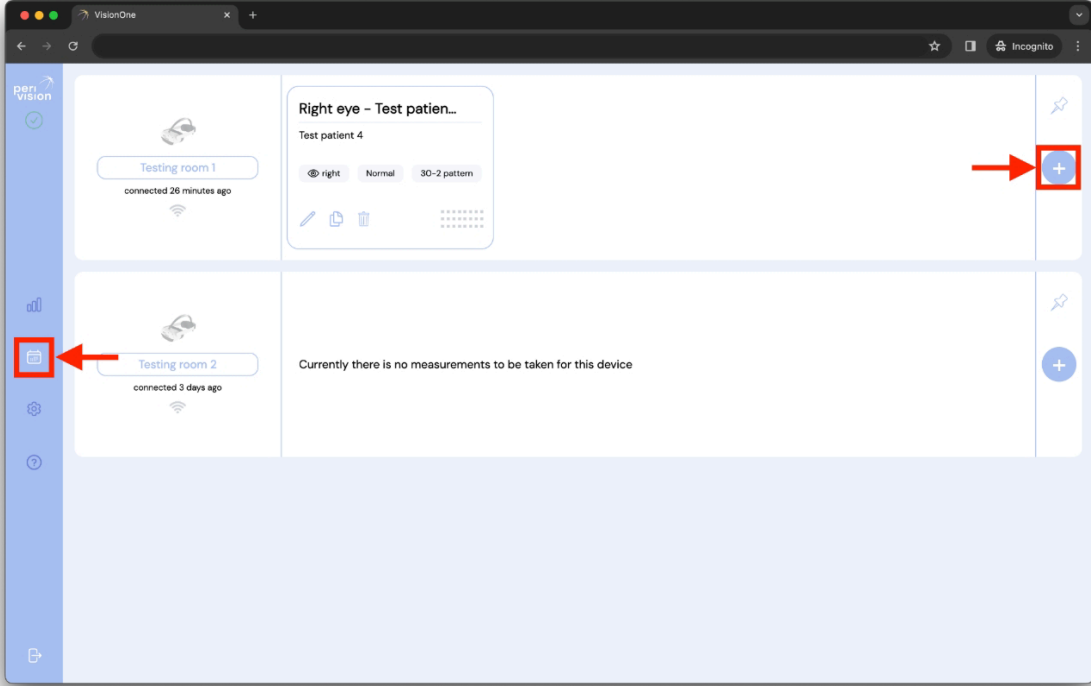 VisionOne
Incognito
peri
vision
Testing room 1
connected 26 minutes ago
Right eye - Test patien...
Test patient 4
right
Normal
30-2 pattern
Testing room 2
connected 3 days ago
Currently there is no measurements to be taken for this device